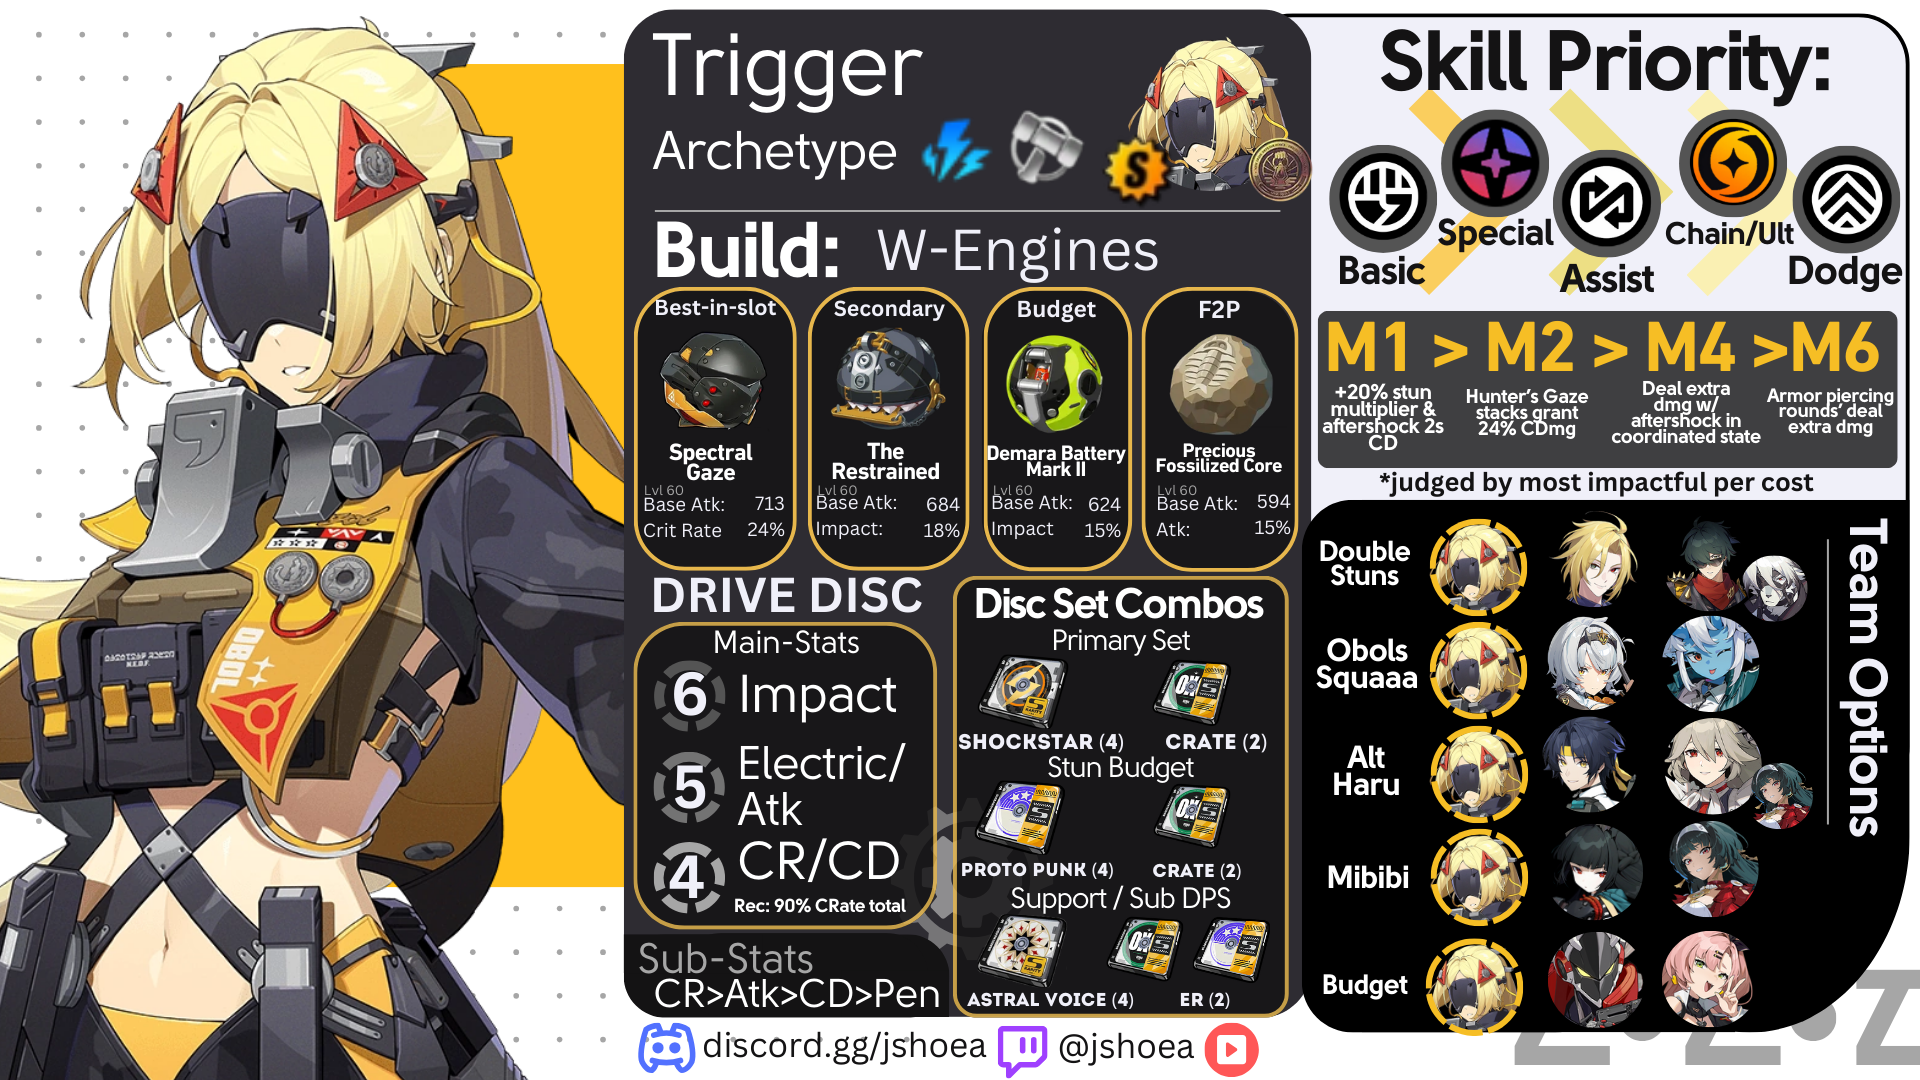 Trigger
Archetype
S
Build: W-Engines
Best-in-slot
Spectral
Gaze
Lvl 60
Base Atk: 713
Crit Rate 24%
Secondary
The
Restrained
Lvl 60
Base Atk: 684
Impact: 18%
Budget
Demara Battery
Mark II
Lvl 60
Base Atk: 624
Impact 15%
F2P
Precious
Fossilized Core
Lvl 60
Base Atk: 594
Atk: 15%
DRIVE DISC
Main-Stats
6 Impact
5 Electric/
Atk
4 CR/CD
Rec: 90% CRate total
Sub-Stats
CR>Atk>CD>Pen
Disc Set Combos
Primary Set
SHOCKSTAR (4) CRATE (2)
Stun Budget
PROTO PUNK (4) CRATE (2)
Support / Sub DPS
ASTRAL VOICE (4) ER (2)
discord.gg/jshoea @jshoea
Skill Priority:
Basic
Special
Assist
Chain/Ult
Dodge
M1 > M2 > M4 >M6
+20% stun
multiplier &
aftershock 2s
CD
Hunter's Gaze
stacks grant
24% CDmg
Deal extra
dmg w/
aftershock in
coordinated state
Armor piercing
rounds' deal
extra dmg
*judged by most impactful per cost
Team Options
Double
Stuns
Obols
Squaaa
Alt
Haru
Mibibi
Budget
Z•Z•Z
OBOL